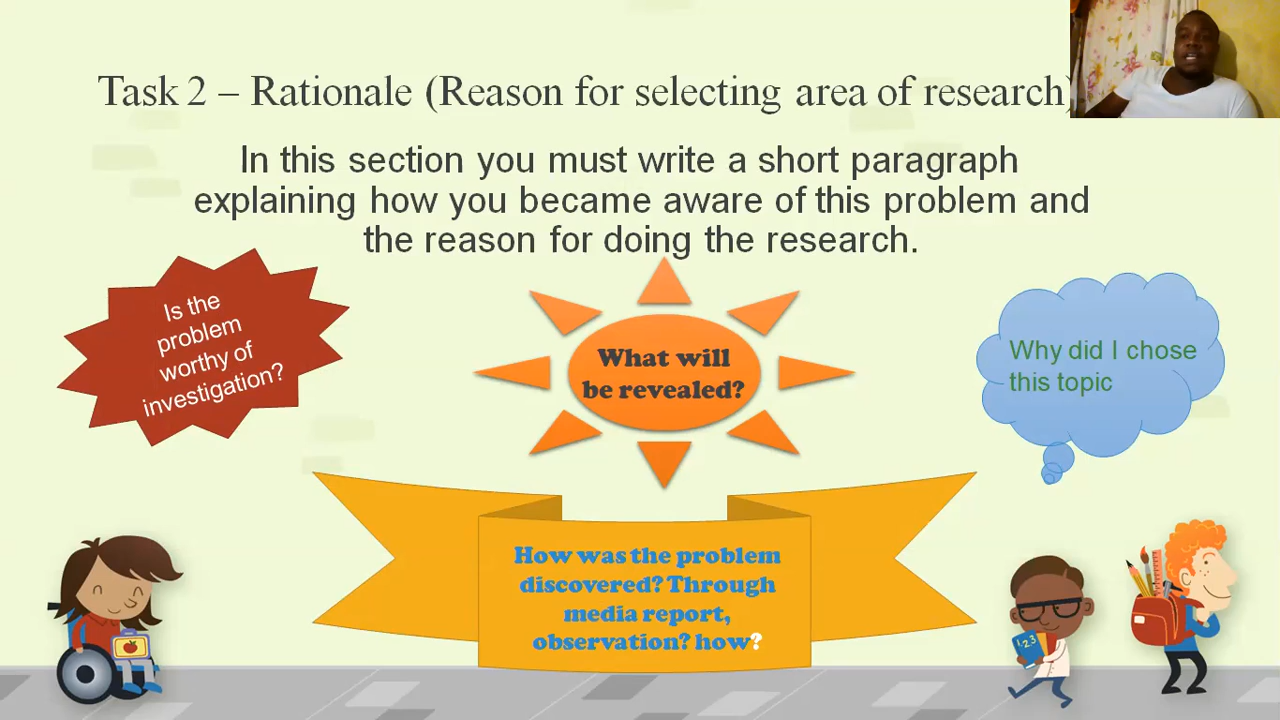 Task 2 – Rationale (Reason for selecting area of research)
In this section you must write a short paragraph
explaining how you became aware of this problem and
the reason for doing the research.
Is the
problem
worthy of
investigation?
What will
be revealed?
Why did I chose
this topic
How was the problem
discovered? Through
media report,
observation? how?
1 2 3